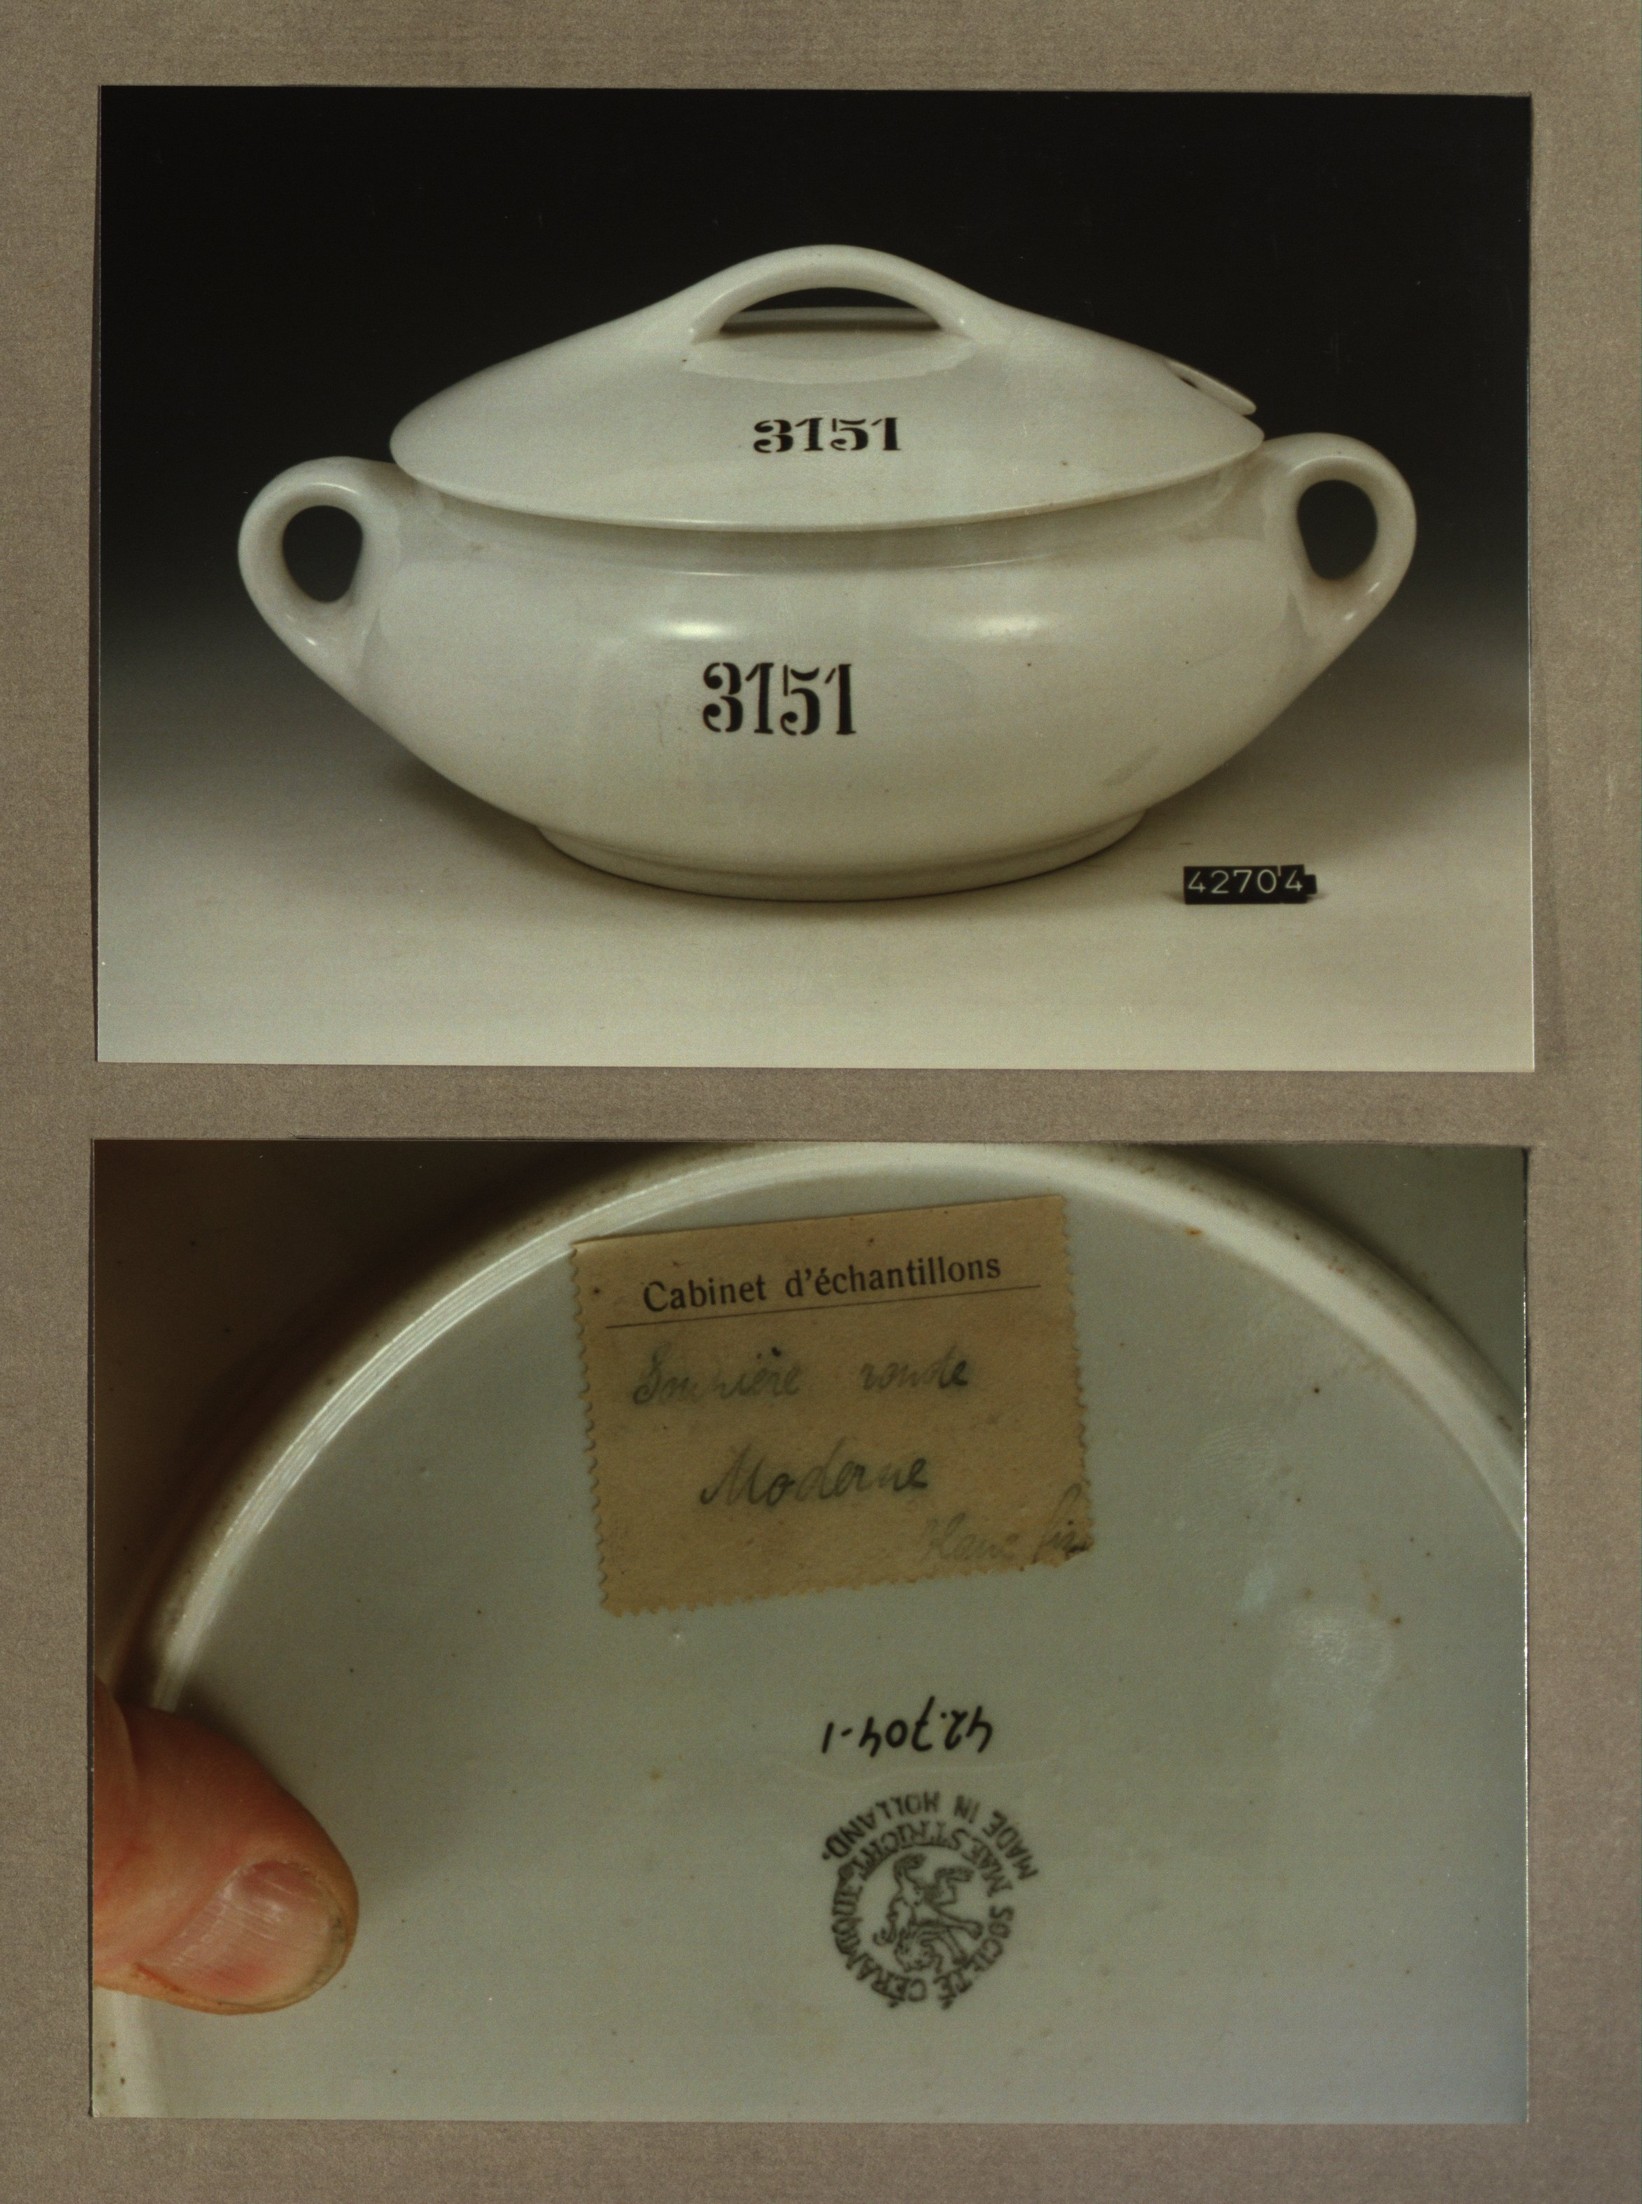 3151
3151
42704
Cabinet d'échantillons
Soupière ronde
Moderne
42.704-1
SOCIÉTÉ CÉRAMIQUE MAESTRICHT.
MADE IN HOLLAND.